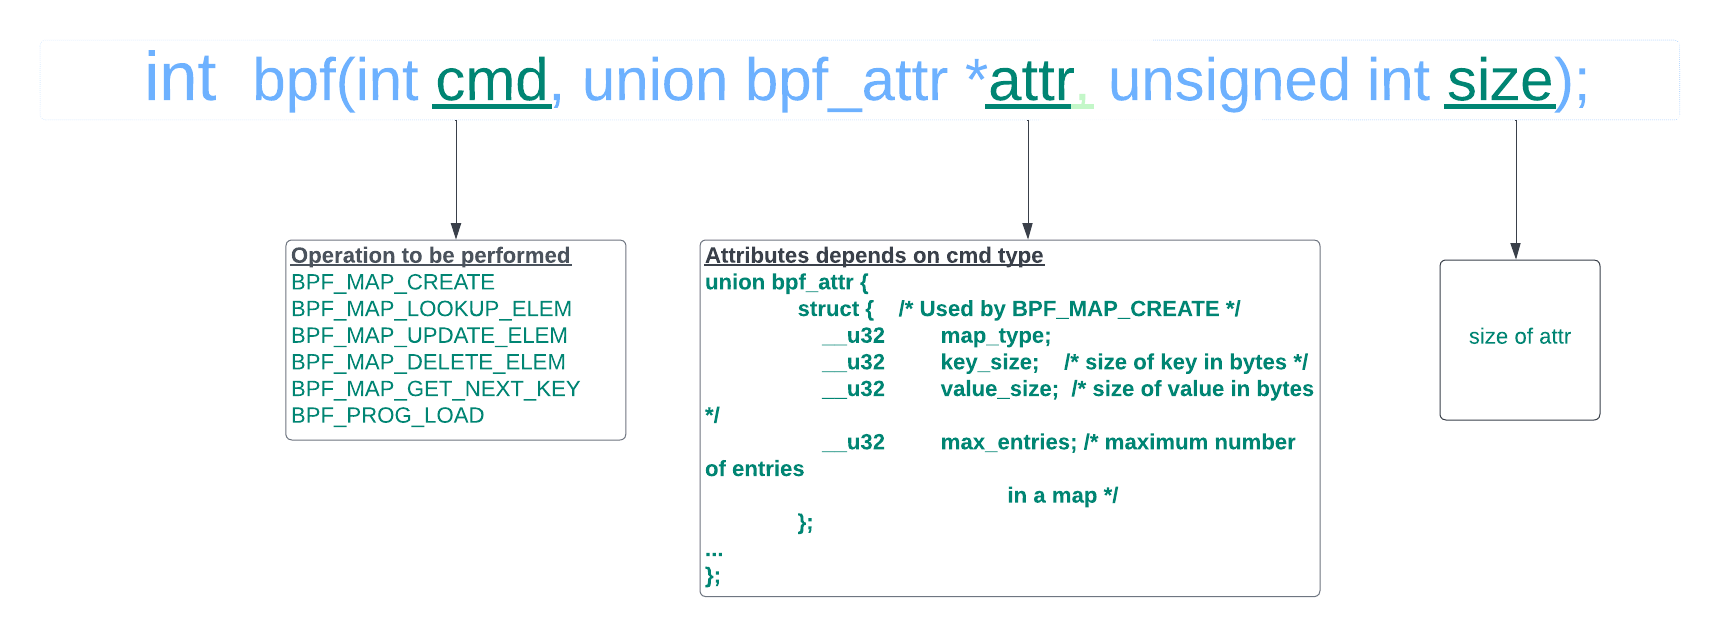 int bpf(int cmd, union bpf_attr *attr, unsigned int size);
Operation to be performed
BPF_MAP_CREATE
BPF_MAP_LOOKUP_ELEM
BPF_MAP_UPDATE_ELEM
BPF_MAP_DELETE_ELEM
BPF_MAP_GET_NEXT_KEY
BPF_PROG_LOAD
Attributes depends on cmd type
union bpf_attr {
struct { /* Used by BPF_MAP_CREATE */
__u32 map_type;
__u32 key_size; /* size of key in bytes */
__u32 value_size; /* size of value in bytes
*/
__u32 max_entries; /* maximum number
of entries
in a map */
};
...
};
size of attr